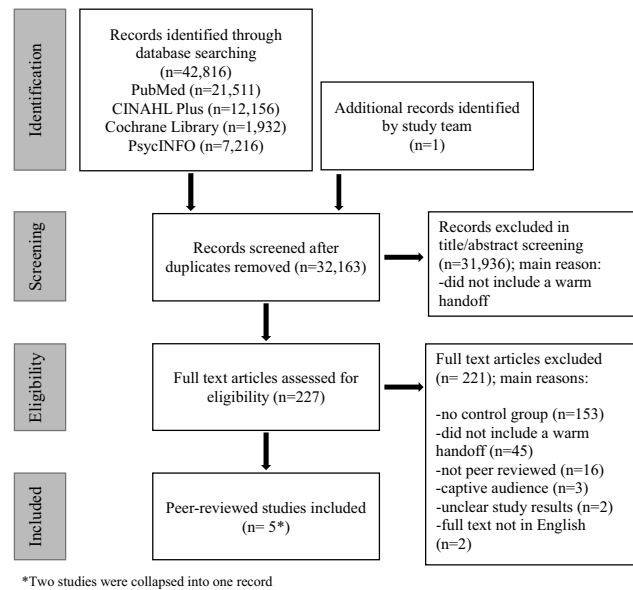 Identification
Records identified through
database searching
(n=42,816)
PubMed (n=21,511)
CINAHL Plus (n=12,156)
Cochrane Library (n=1,932)
PsycINFO (n=7,216)
Additional records identified
by study team
(n=1)
Screening
Records screened after
duplicates removed (n=32,163)
Records excluded in
title/abstract screening
(n=31,936); main reason:
-did not include a warm
handoff
Eligibility
Full text articles assessed for
eligibility (n=227)
Full text articles excluded
(n= 221); main reasons:
-no control group (n=153)
-did not include a warm
handoff (n=45)
-not peer reviewed (n=16)
-captive audience (n=3)
-unclear study results (n=2)
-full text not in English
(n=2)
Included
Peer-reviewed studies included
(n= 5*)
*Two studies were collapsed into one record